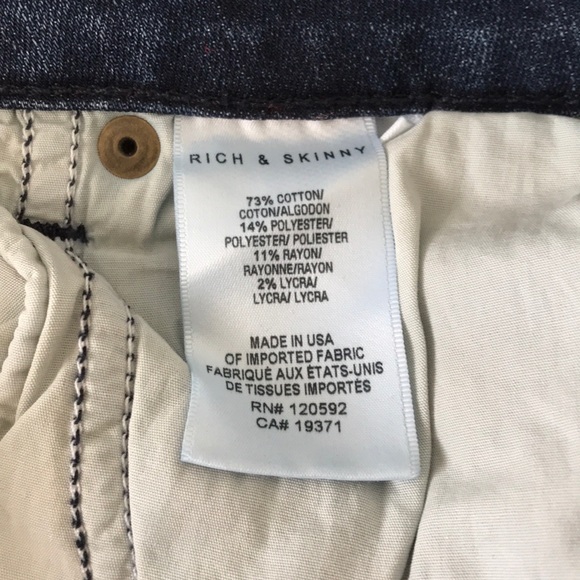 RICH & SKINNY
73% COTTON/
COTON/ALGODON
14% POLYESTER/
POLYESTER/ POLIESTER
11% RAYON/
RAYONNE/RAYON
2% LYCRA/
LYCRA/ LYCRA
MADE IN USA
OF IMPORTED FABRIC
FABRIQUÉ AUX ÉTATS-UNIS
DE TISSUES IMPORTÉS
RN# 120592
CA# 19371